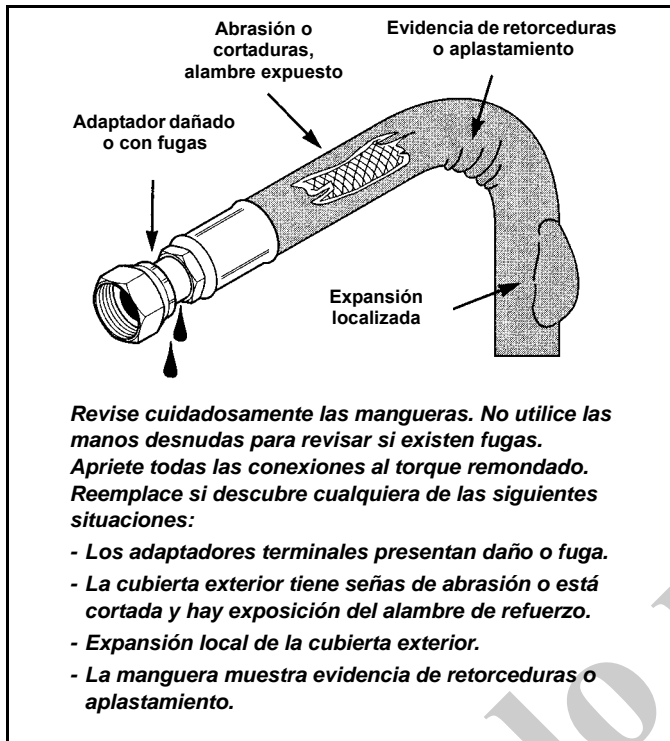 Abrasión o
cortaduras,
alambre expuesto
Evidencia de retorceduras
o aplastamiento
Adaptador dañado
o con fugas
Expansión
localizada
Revise cuidadosamente las mangueras. No utilice las
manos desnudas para revisar si existen fugas.
Apriete todas las conexiones al torque remondado.
Reemplace si descubre cualquiera de las siguientes
situaciones:
- Los adaptadores terminales presentan daño o fuga.
- La cubierta exterior tiene señas de abrasión o está
cortada y hay exposición del alambre de refuerzo.
- Expansión local de la cubierta exterior.
- La manguera muestra evidencia de retorceduras o
aplastamiento.